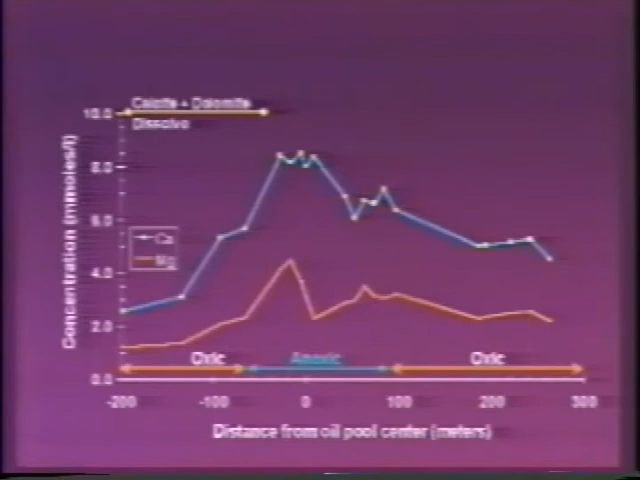 Calcite + Dolomite
Dissolve
Concentration (mmoles/l)
10.0
8.0
6.0
4.0
2.0
0.0
Ca
Mg
Oxic
Anoxic
Oxic
-200
-100
0
100
200
300
Distance from oil pool center (meters)